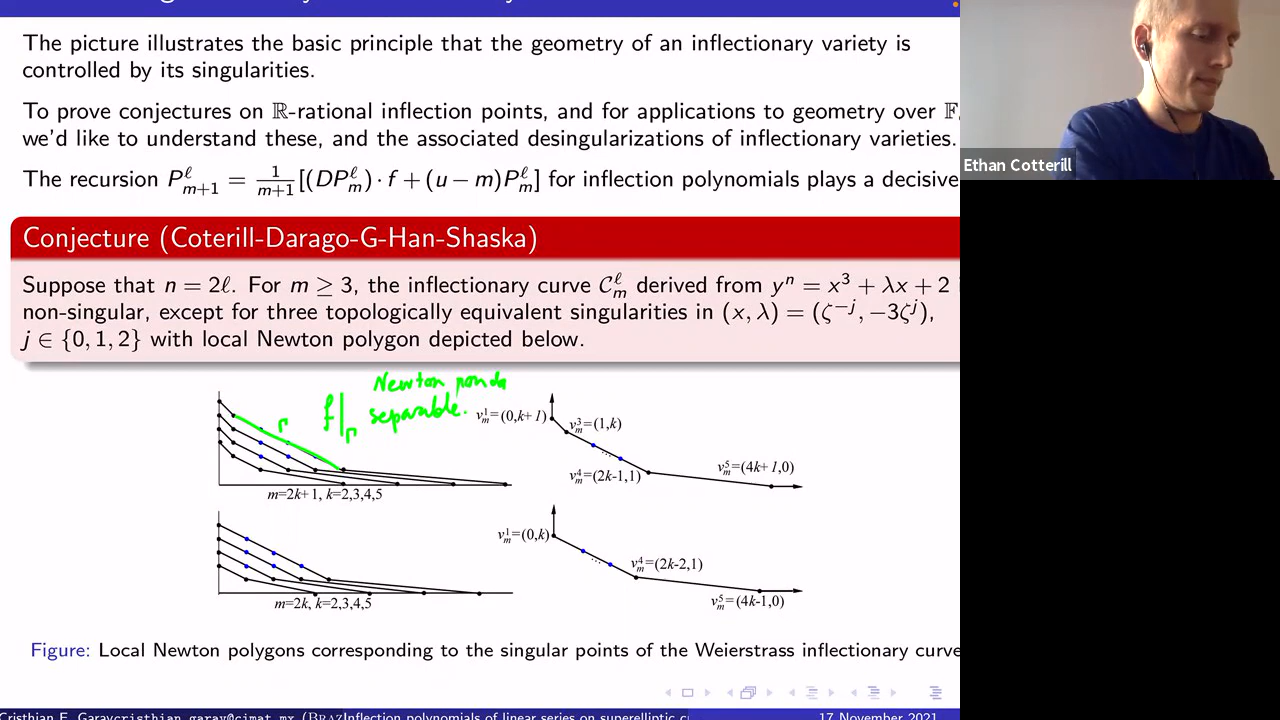 The picture illustrates the basic principle that the geometry of an inflectionary variety is
controlled by its singularities.
To prove conjectures on ℝ-rational inflection points, and for applications to geometry over 𝔽
we'd like to understand these, and the associated desingularizations of inflectionary varieties.
The recursion P^ℓ_{m+1} = 1/(m+1) [(DP^ℓ_m) · f + (u − m)P^ℓ_m] for inflection polynomials plays a decisive
Ethan Cotterill
Conjecture (Coterill-Darago-G-Han-Shaska)
Suppose that n = 2ℓ. For m ≥ 3, the inflectionary curve C^ℓ_m derived from y^n = x^3 + λx + 2
non-singular, except for three topologically equivalent singularities in (x, λ) = (ζ^{-j}, −3ζ^j),
j ∈ {0, 1, 2} with local Newton polygon depicted below.
Newton
separable.
Γ
f|_Γ
v^1_m=(0,k+1)
v^3_m=(1,k)
v^4_m=(2k-1,1)
v^5_m=(4k+1,0)
m=2k+1, k=2,3,4,5
v^1_m=(0,k)
v^4_m=(2k-2,1)
v^5_m=(4k-1,0)
m=2k, k=2,3,4,5
Figure: Local Newton polygons corresponding to the singular points of the Weierstrass inflectionary curve
17 November 2021